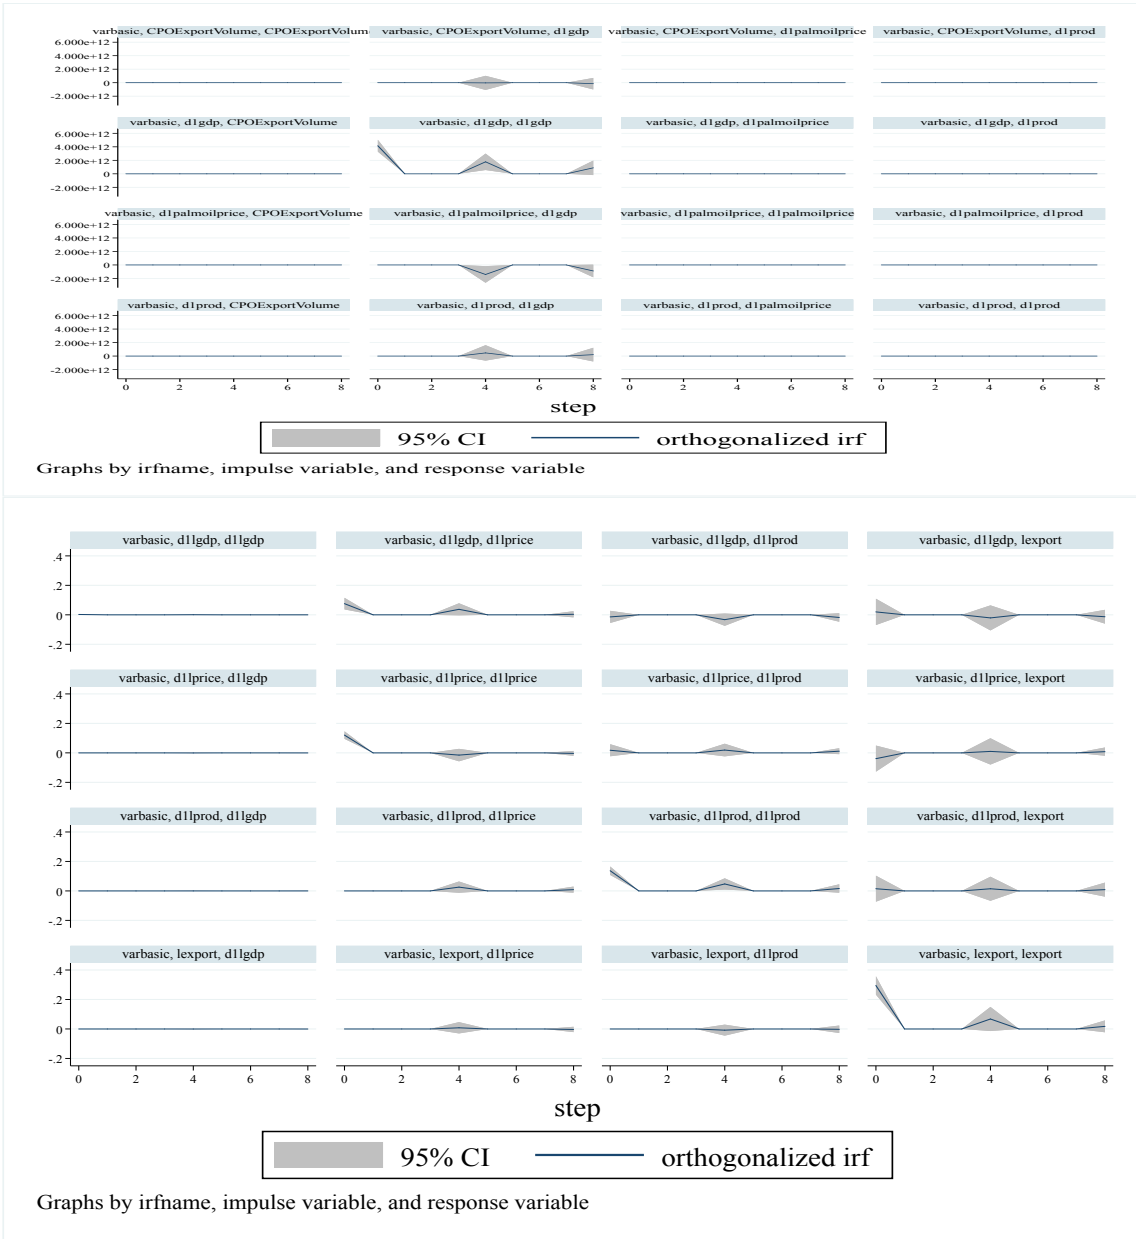 varbasic, CPOExportVolume, CPOExportVolum varbasic, CPOExportVolume, d1gdp varbasic, CPOExportVolume, d1palmoilprice varbasic, CPOExportVolume, d1prod
6.000e+12
4.000e+12
2.000e+12
0
-2.000e+12
varbasic, d1gdp, CPOExportVolume varbasic, d1gdp, d1gdp varbasic, d1gdp, d1palmoilprice varbasic, d1gdp, d1prod
6.000e+12
4.000e+12
2.000e+12
0
-2.000e+12
varbasic, d1palmoilprice, CPOExportVolume varbasic, d1palmoilprice, d1gdp varbasic, d1palmoilprice, d1palmoilprice varbasic, d1palmoilprice, d1prod
6.000e+12
4.000e+12
2.000e+12
0
-2.000e+12
varbasic, d1prod, CPOExportVolume varbasic, d1prod, d1gdp varbasic, d1prod, d1palmoilprice varbasic, d1prod, d1prod
6.000e+12
4.000e+12
2.000e+12
0
-2.000e+12
0 2 4 6 8 0 2 4 6 8 0 2 4 6 8 0 2 4 6 8
step
95% CI orthogonalized irf
Graphs by irfname, impulse variable, and response variable
varbasic, d1lgdp, d1lgdp varbasic, d1lgdp, d1lprice varbasic, d1lgdp, d1lprod varbasic, d1lgdp, lexport
.4
.2
0
-.2
varbasic, d1lprice, d1lgdp varbasic, d1lprice, d1lprice varbasic, d1lprice, d1lprod varbasic, d1lprice, lexport
.4
.2
0
-.2
varbasic, d1lprod, d1lgdp varbasic, d1lprod, d1lprice varbasic, d1lprod, d1lprod varbasic, d1lprod, lexport
.4
.2
0
-.2
varbasic, lexport, d1lgdp varbasic, lexport, d1lprice varbasic, lexport, d1lprod varbasic, lexport, lexport
.4
.2
0
-.2
0 2 4 6 8 0 2 4 6 8 0 2 4 6 8 0 2 4 6 8
step
95% CI orthogonalized irf
Graphs by irfname, impulse variable, and response variable